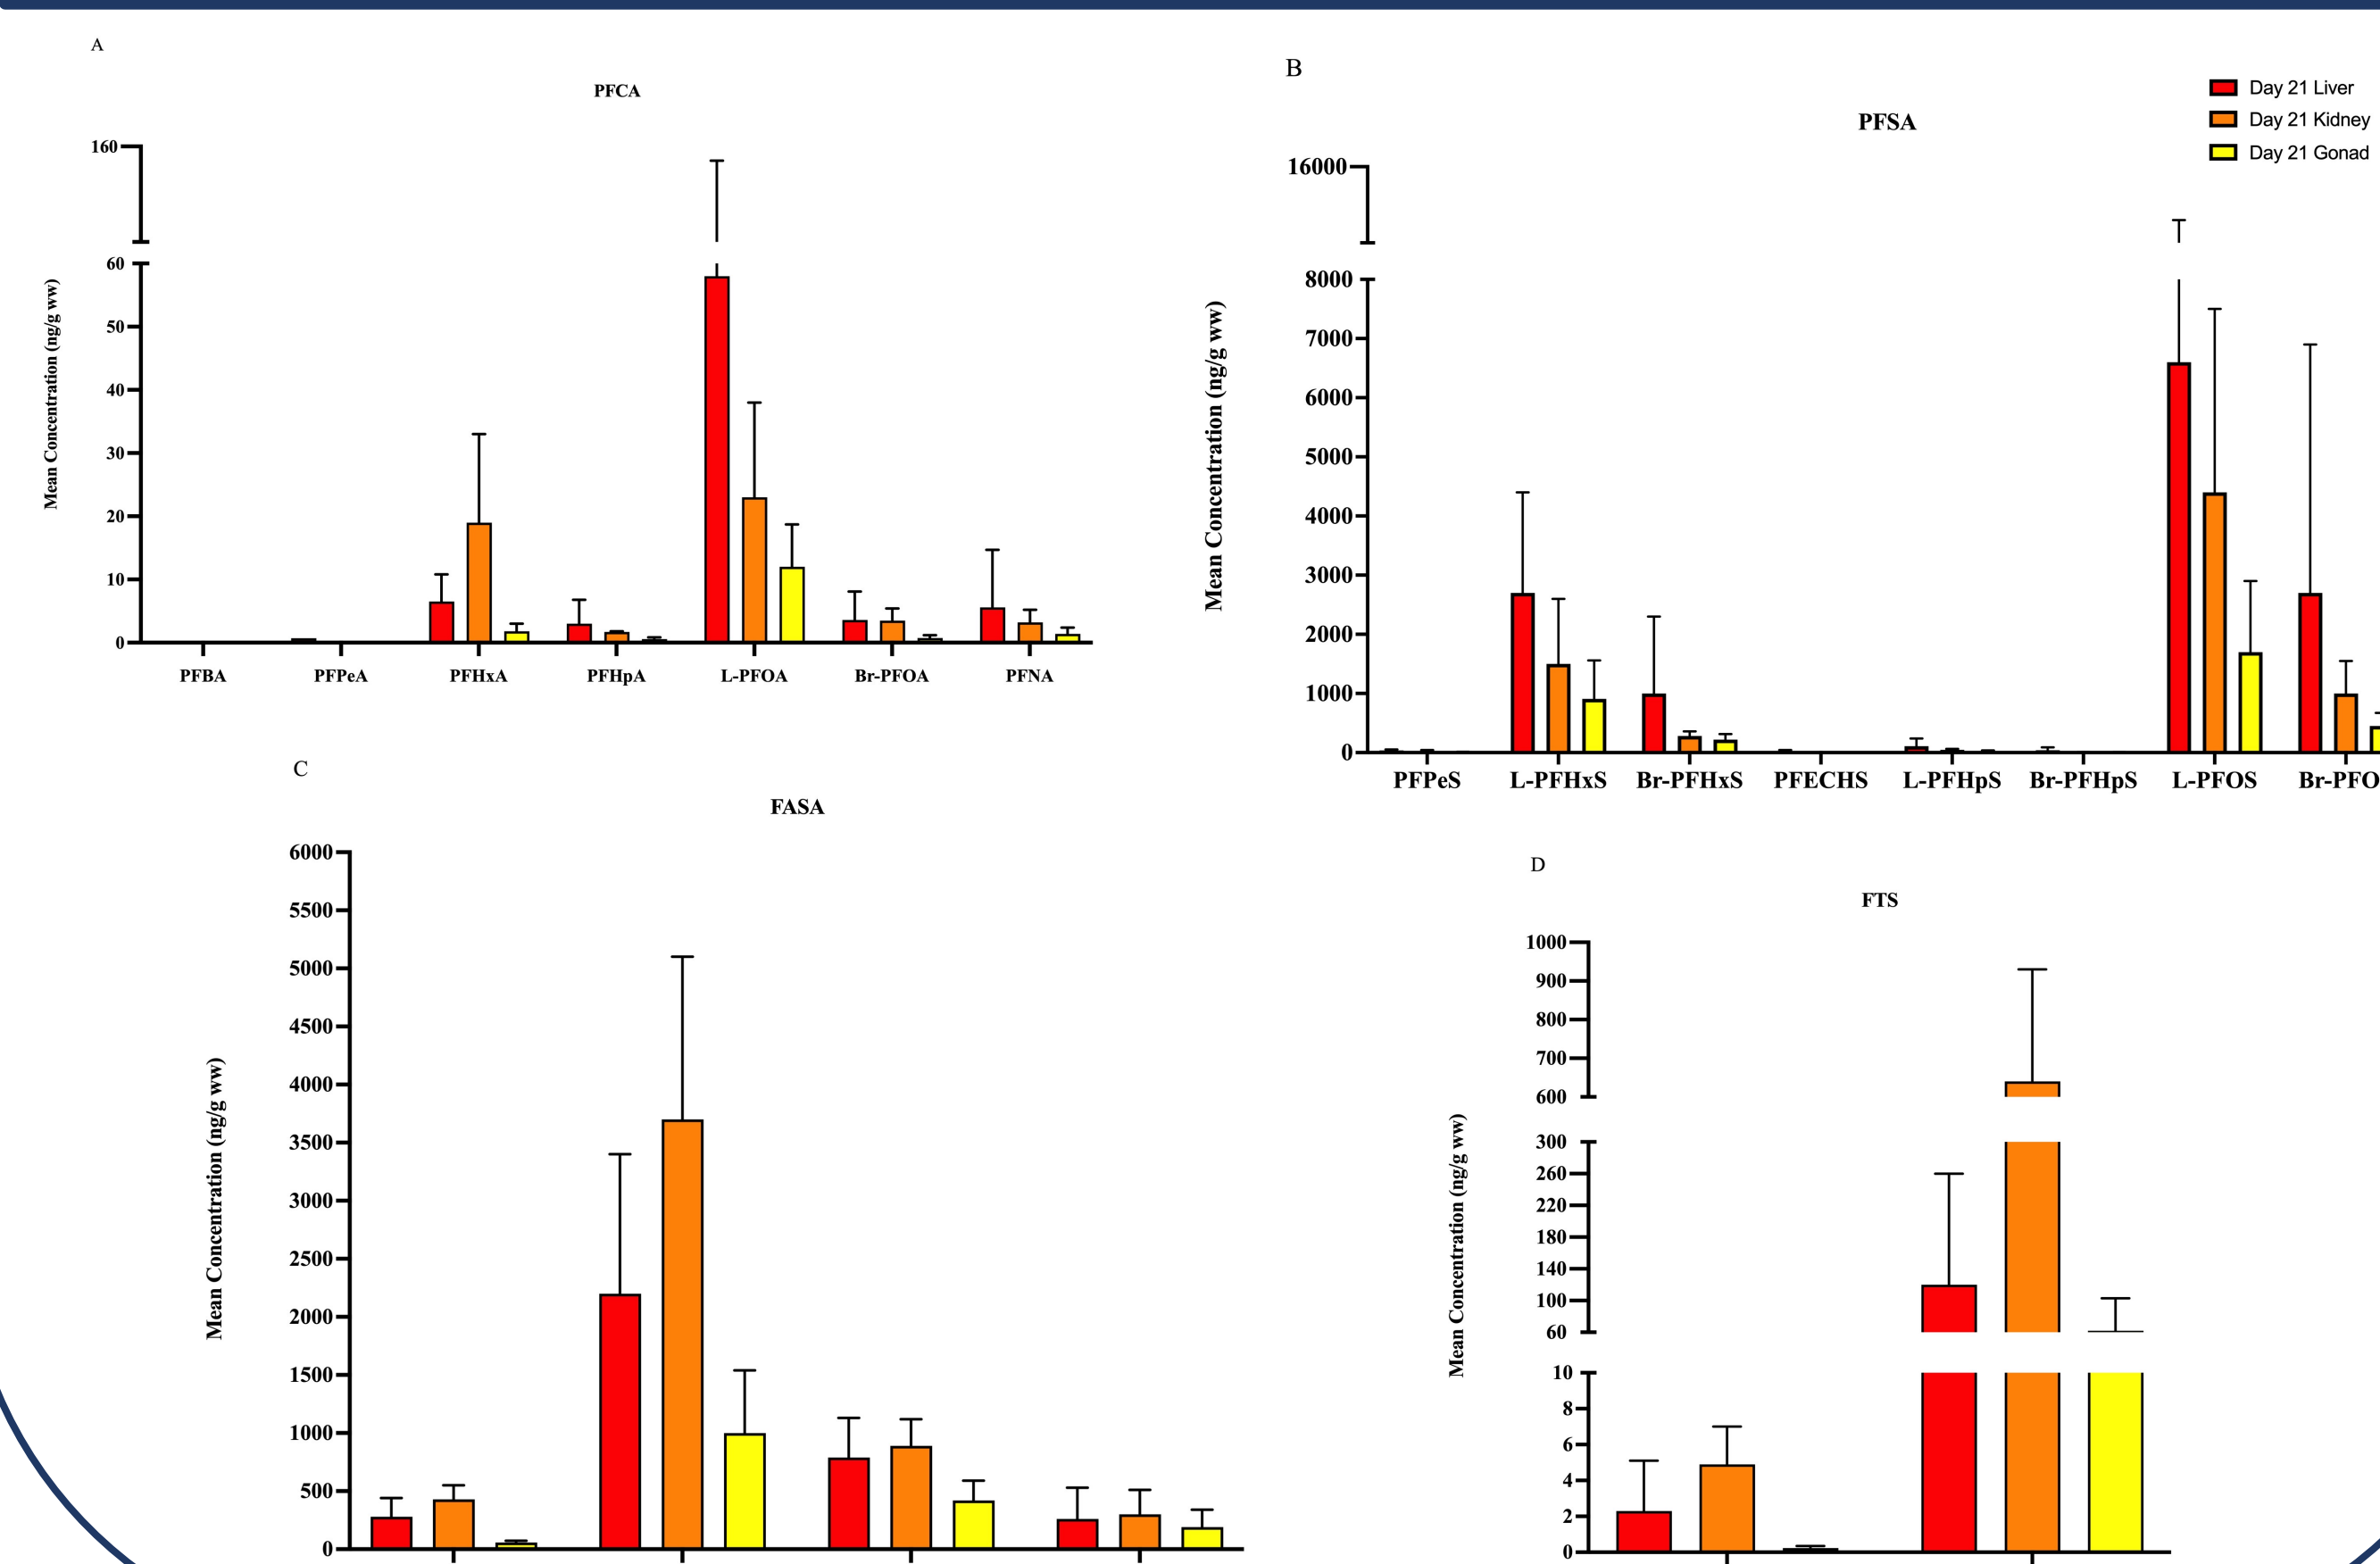 A
PFCA
160
60
50
40
30
20
10
0
Mean Concentration (ng/g ww)
PFBA PFPeA PFHxA PFHpA L-PFOA Br-PFOA PFNA
B
PFSA
Day 21 Liver
Day 21 Kidney
Day 21 Gonad
16000
8000
7000
6000
5000
4000
3000
2000
1000
0
Mean Concentration (ng/g ww)
PFPeS L-PFHxS Br-PFHxS PFECHS L-PFHpS Br-PFHpS L-PFOS Br-PFO
C
FASA
6000
5500
5000
4500
4000
3500
3000
2500
2000
1500
1000
500
0
Mean Concentration (ng/g ww)
D
FTS
1000
900
800
700
600
300
260
220
180
140
100
60
10
8
6
4
2
0
Mean Concentration (ng/g ww)